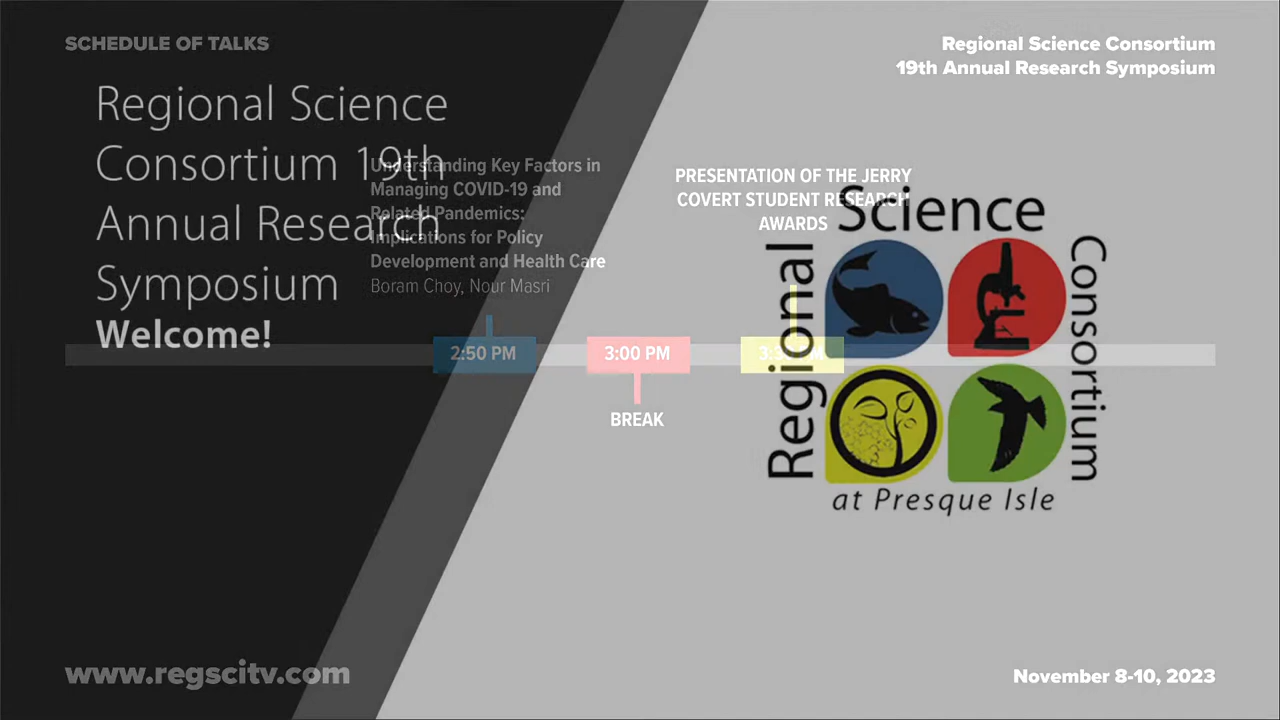 SCHEDULE OF TALKS
Regional Science Consortium
19th Annual Research Symposium
Regional Science
Consortium 19th
Annual Research
Symposium
Welcome!
Understanding Key Factors in
Managing COVID-19 and
Related Pandemics:
Implications for Policy
Development and Health Care
Boram Choy, Nour Masri
PRESENTATION OF THE JERRY
COVERT STUDENT RESEARCH
AWARDS
2:50 PM
3:00 PM
BREAK
Regional
Science
Consortium
at Presque Isle
www.regscitv.com
November 8-10, 2023